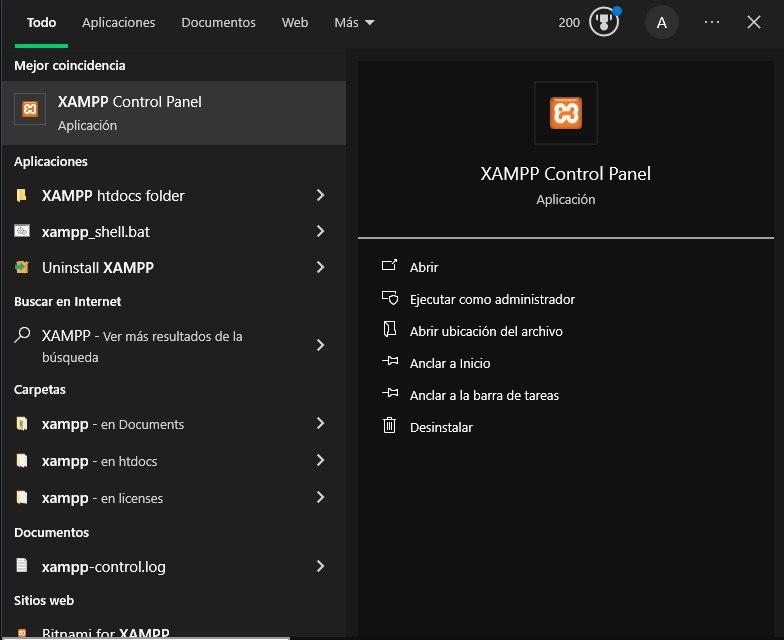 Todo Aplicaciones Documentos Web Más 200 A ...
Mejor coincidencia
XAMPP Control Panel
Aplicación
Aplicaciones
XAMPP htdocs folder
xampp_shell.bat
Uninstall XAMPP
Buscar en Internet
XAMPP - Ver más resultados de la
búsqueda
Carpetas
xampp - en Documents
xampp - en htdocs
xampp - en licenses
Documentos
xampp-control.log
Sitios web
Bitnami for XAMPP
XAMPP Control Panel
Aplicación
Abrir
Ejecutar como administrador
Abrir ubicación del archivo
Anclar a Inicio
Anclar a la barra de tareas
Desinstalar